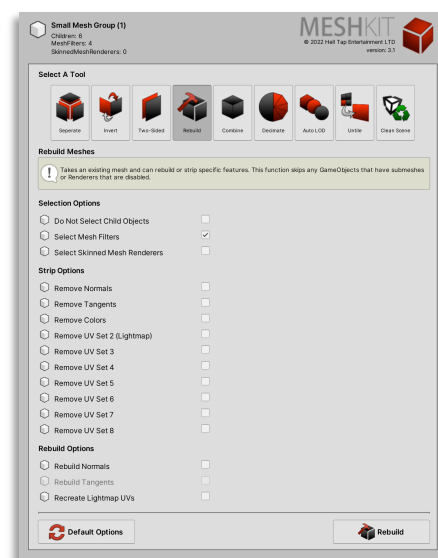 Small Mesh Group (1)
Children: 6
MeshFilters: 4
SkinnedMeshRenderers: 0
MESHKIT
© 2022 Hell Tap Entertainment LTD
version: 3.1
Select A Tool
Seperate Invert Two-Sided Rebuild Combine Decimate Auto LOD Untile Clean Scene
Rebuild Meshes
Takes an existing mesh and can rebuild or strip specific features. This function skips any GameObjects that have submeshes
or Renderers that are disabled.
Selection Options
Do Not Select Child Objects
Select Mesh Filters
Select Skinned Mesh Renderers
Strip Options
Remove Normals
Remove Tangents
Remove Colors
Remove UV Set 2 (Lightmap)
Remove UV Set 3
Remove UV Set 4
Remove UV Set 5
Remove UV Set 6
Remove UV Set 7
Remove UV Set 8
Rebuild Options
Rebuild Normals
Rebuild Tangents
Recreate Lightmap UVs
Default Options Rebuild